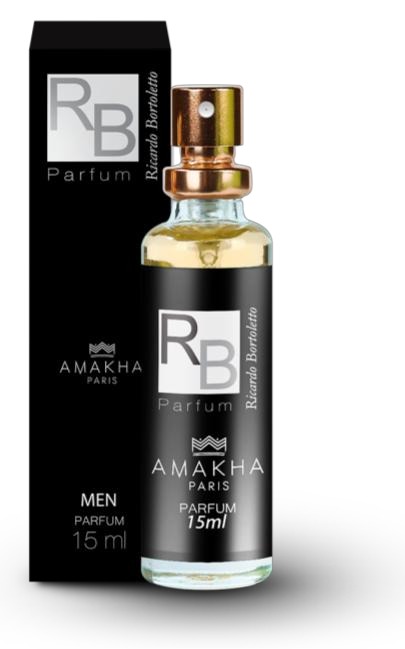 RB
Ricardo Bortoletto
Parfum
AMAKHA
PARIS
MEN
PARFUM
15 ml
RB
Ricardo Bortoletto
Parfum
AMAKHA
PARIS
PARFUM
15ml